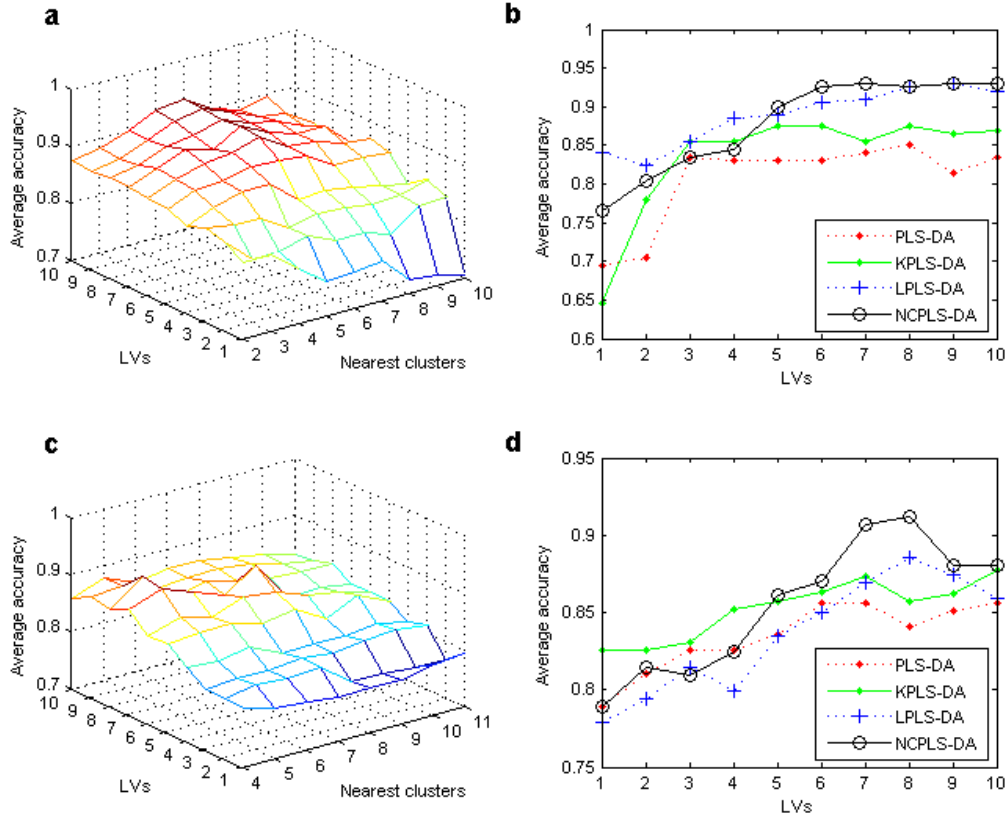 a
1
0.9
0.8
0.7
Average accuracy
10 9 8 7 6 5 4 3 2 1
LVs
2 3 4 5 6 7 8 9 10
Nearest clusters
b
1
0.95
0.9
0.85
0.8
0.75
0.7
0.65
0.6
Average accuracy
PLS-DA
KPLS-DA
LPLS-DA
NCPLS-DA
1 2 3 4 5 6 7 8 9 10
LVs
c
1
0.9
0.8
0.7
Average accuracy
10 9 8 7 6 5 4 3 2 1
LVs
4 5 6 7 8 9 10 11
Nearest clusters
d
0.95
0.9
0.85
0.8
0.75
Average accuracy
PLS-DA
KPLS-DA
LPLS-DA
NCPLS-DA
1 2 3 4 5 6 7 8 9 10
LVs